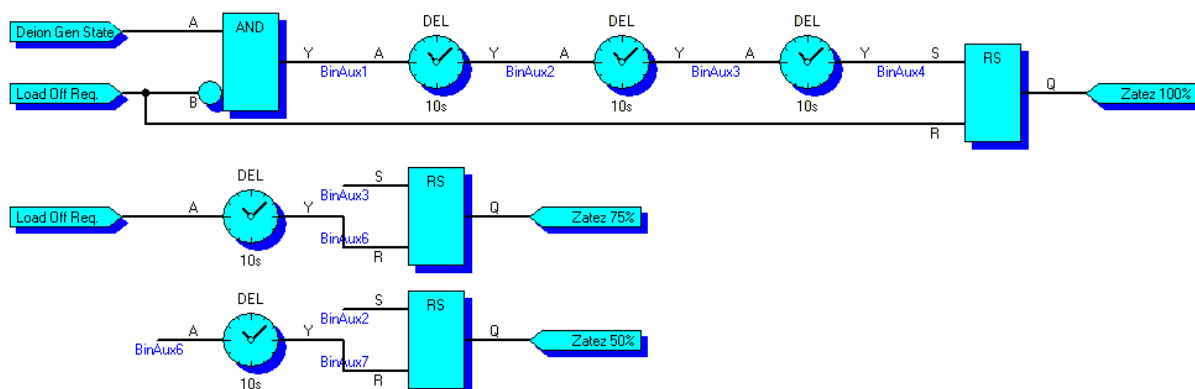 A AND DEL DEL DEL
Deion Gen State
Y A Y A Y A Y S RS
BinAux1 BinAux2 BinAux3 BinAux4
Load Off Req. B Q Zatez 100%
10s 10s 10s
R
DEL S RS
BinAux3
Load Off Req. A Y Q Zatez 75%
BinAux6
R
10s
DEL S RS
BinAux2
A Y Q Zatez 50%
BinAux6 BinAux7
R
10s